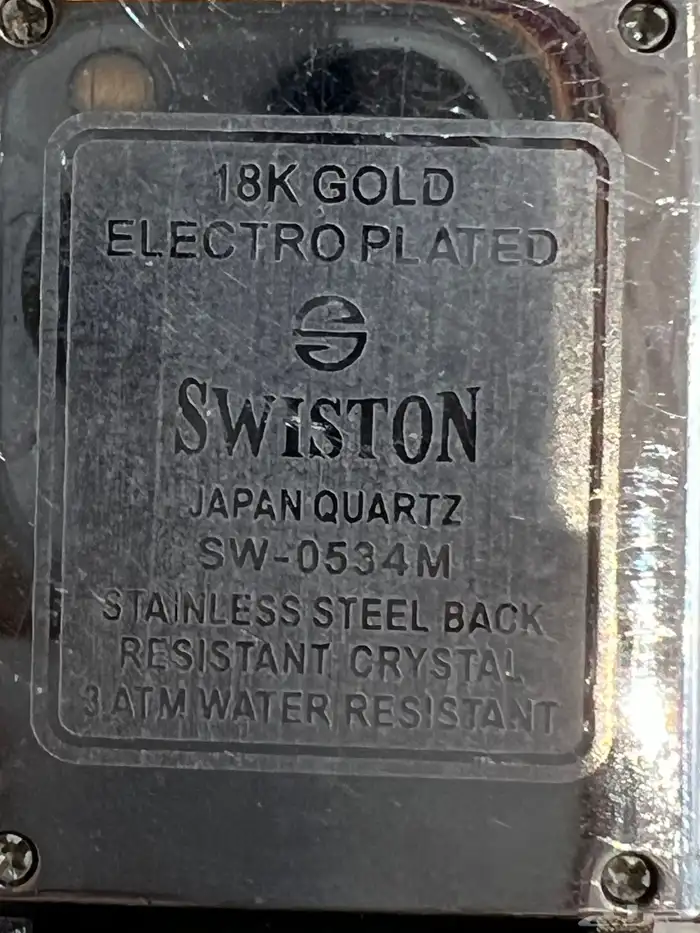 18K GOLD
ELECTRO PLATED
SWISTON
JAPAN QUARTZ
SW-0534M
STAINLESS STEEL BACK
RESISTANT CRYSTAL
3 ATM WATER RESISTANT